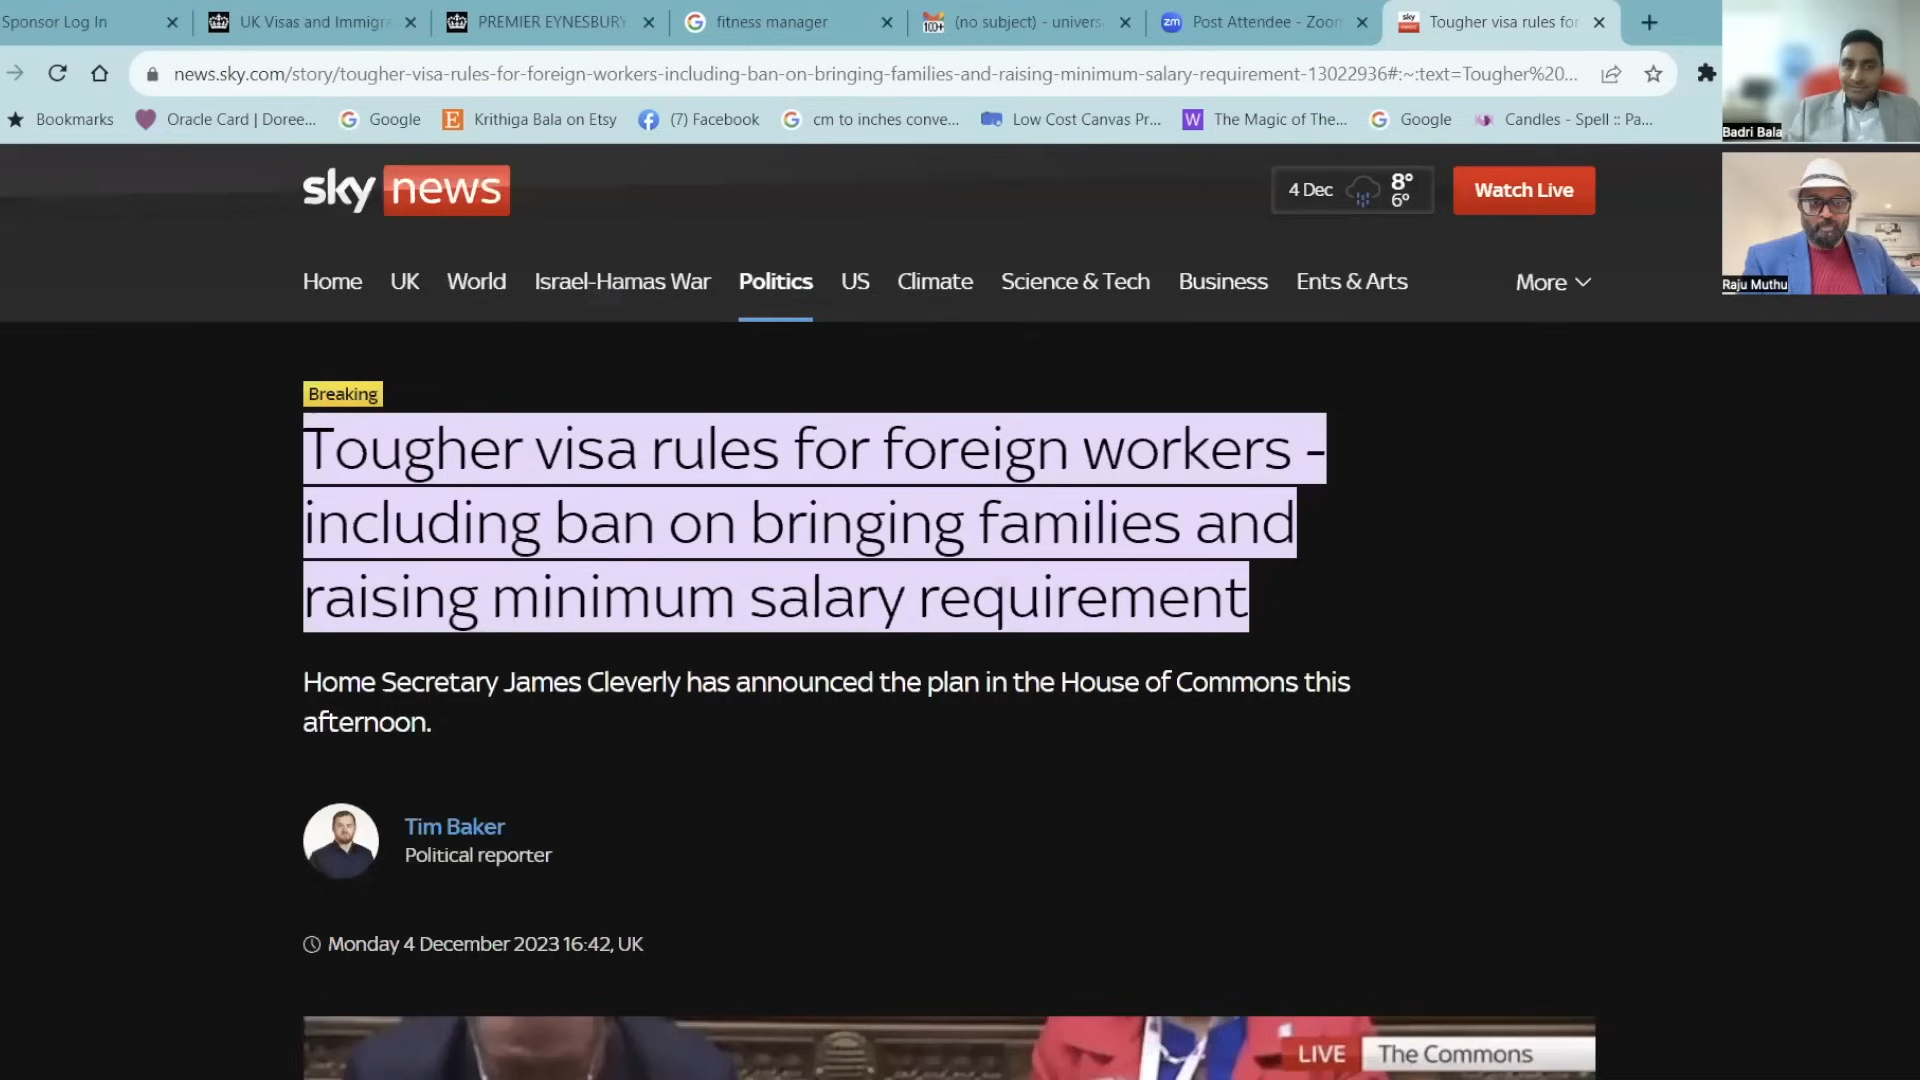 Sponsor Log In
UK Visas and Immigra
PREMIER EYNESBURY
fitness manager
100+
(no subject) - univers
zm
Post Attendee - Zoom
sky
Tougher visa rules for
news.sky.com/story/tougher-visa-rules-for-foreign-workers-including-ban-on-bringing-families-and-raising-minimum-salary-requirement-13022936#:~:text=Tougher%20...
Bookmarks
Oracle Card | Doree...
Google
E
Krithiga Bala on Etsy
(7) Facebook
cm to inches conve...
Low Cost Canvas Pr...
W
The Magic of The...
Google
Candles - Spell :: Pa...
Badri Bala
Raju Muthu
sky news
4 Dec
8°
6°
Watch Live
Home UK World Israel-Hamas War Politics US Climate Science & Tech Business Ents & Arts More
Breaking
Tougher visa rules for foreign workers -
including ban on bringing families and
raising minimum salary requirement
Home Secretary James Cleverly has announced the plan in the House of Commons this
afternoon.
Tim Baker
Political reporter
Monday 4 December 2023 16:42, UK
LIVE The Commons